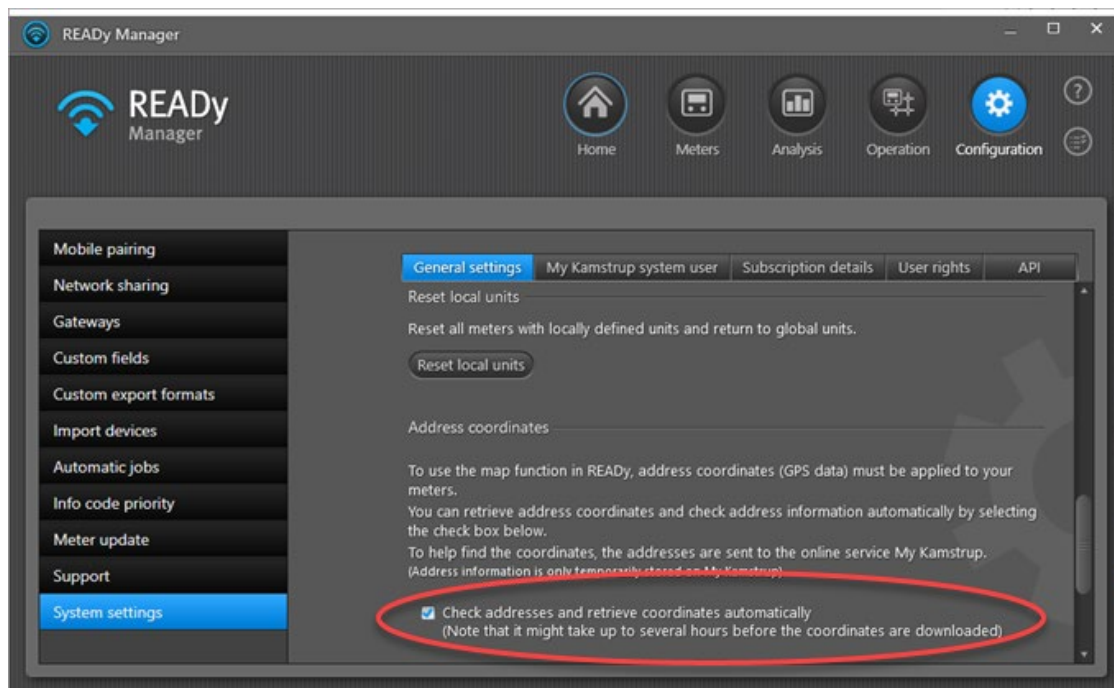 READy Manager
READy
Manager
Home
Meters
Analysis
Operation
Configuration
?
Mobile pairing
Network sharing
Gateways
Custom fields
Custom export formats
Import devices
Automatic jobs
Info code priority
Meter update
Support
System settings
General settings
My Kamstrup system user
Subscription details
User rights
API
Reset local units
Reset all meters with locally defined units and return to global units.
Reset local units
Address coordinates
To use the map function in READy, address coordinates (GPS data) must be applied to your
meters.
You can retrieve address coordinates and check address information automatically by selecting
the check box below.
To help find the coordinates, the addresses are sent to the online service My Kamstrup.
(Address information is only temporarily stored on My Kamstrup)
Check addresses and retrieve coordinates automatically
(Note that it might take up to several hours before the coordinates are downloaded)